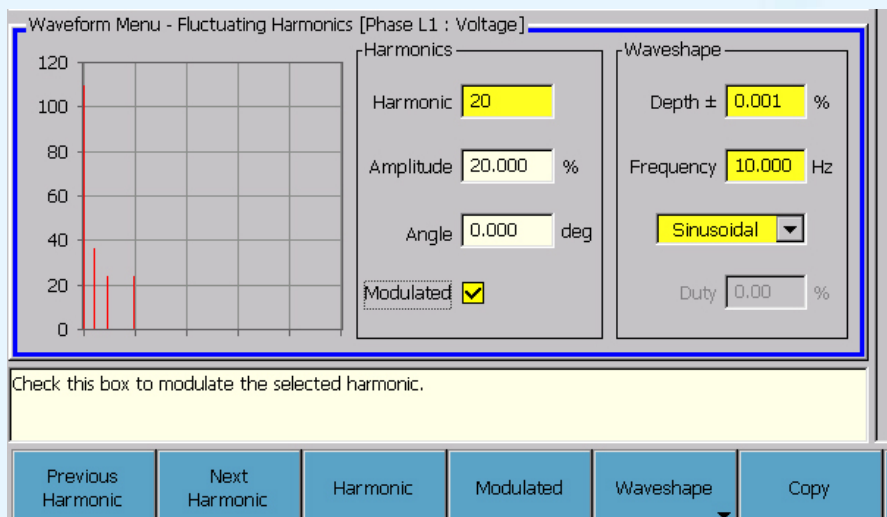 Waveform Menu - Fluctuating Harmonics [Phase L1 : Voltage]
120
100
80
60
40
20
0
Harmonics
Harmonic 20
Amplitude 20.000 %
Angle 0.000 deg
Modulated
Waveshape
Depth ± 0.001 %
Frequency 10.000 Hz
Sinusoidal
Duty 0.00 %
Check this box to modulate the selected harmonic.
Previous
Harmonic
Next
Harmonic
Harmonic
Modulated
Waveshape
Copy